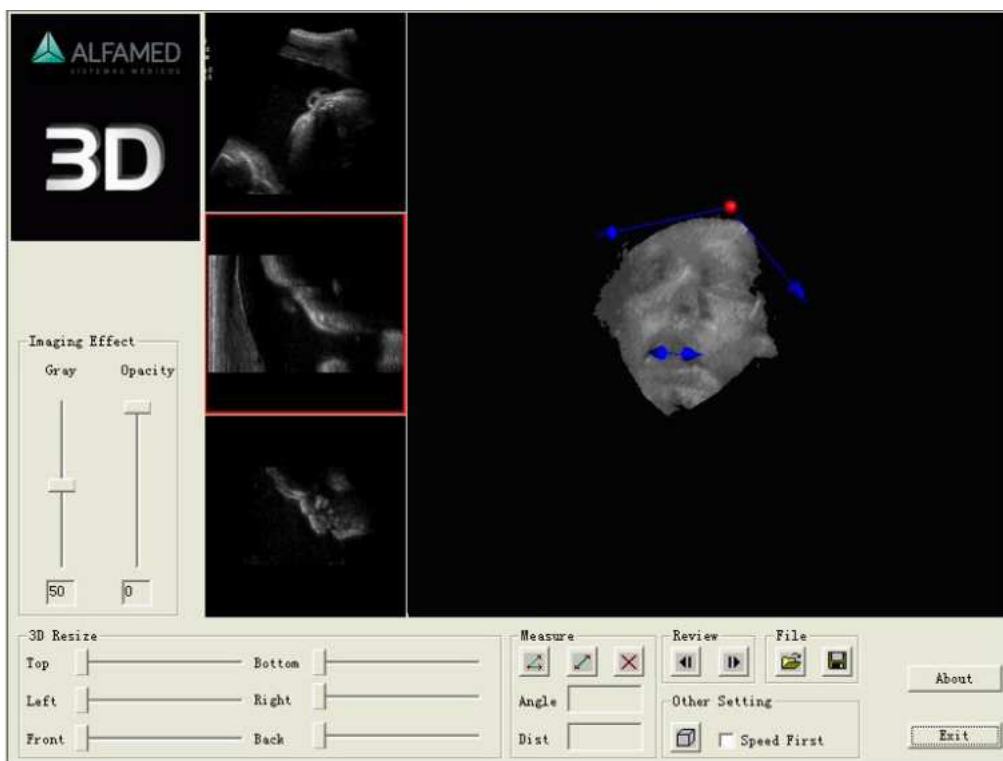 ALFAMED
SISTEMAS MÉDICOS
3D
Imaging Effect
Gray Opacity
50 0
3D Resize
Top Bottom
Left Right
Front Back
Measure
Angle
Dist
Review
File
Other Setting
Speed First
About
Exit